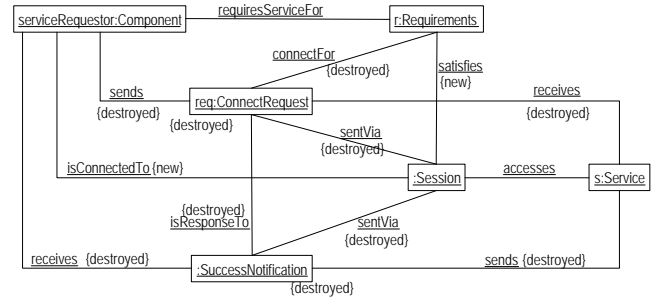 requiresServiceFor
serviceRequestor:Component
r:Requirements
connectFor
{destroyed}
satisfies
{new}
sends
{destroyed}
req:ConnectRequest
{destroyed}
receives
{destroyed}
sentVia
{destroyed}
isConnectedTo {new}
:Session
accesses
s:Service
{destroyed}
isResponseTo
sentVia
{destroyed}
receives {destroyed}
:SuccessNotification
{destroyed}
sends {destroyed}